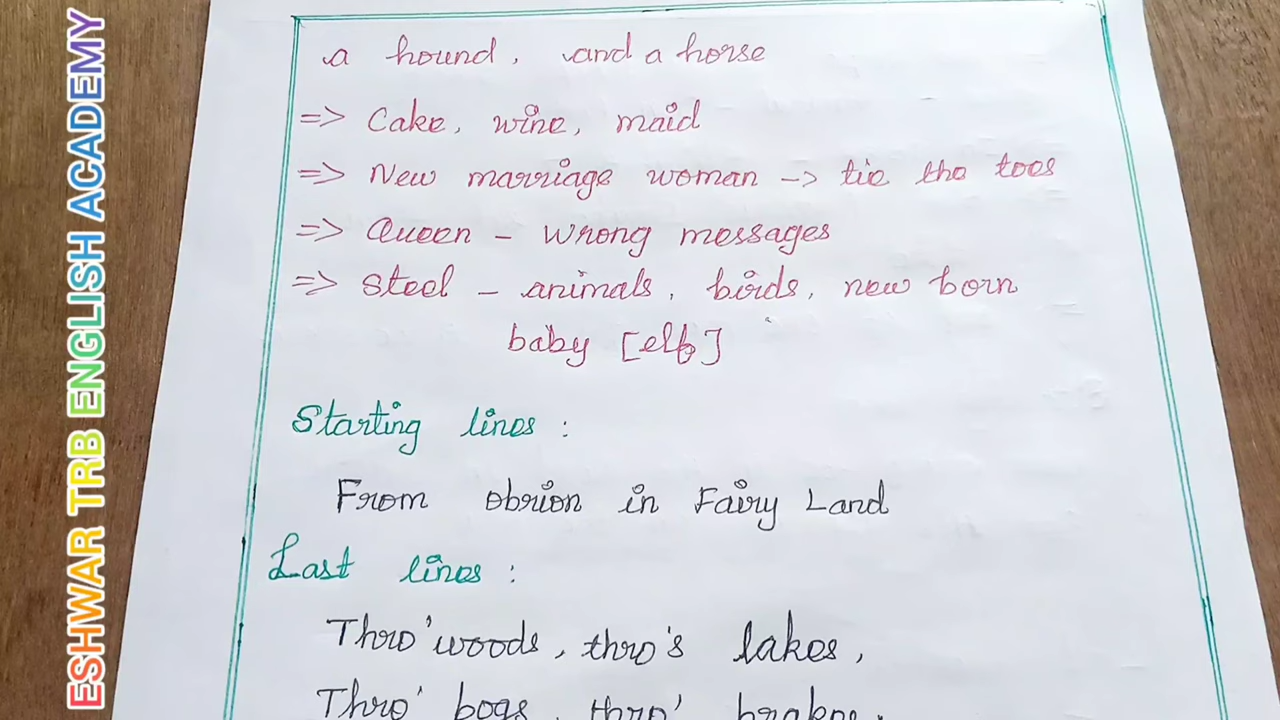 ESHWAR TRB ENGLISH ACADEMY
a hound, and a horse
=> Cake, wine, maid
=> New marriage woman -> tie the toes
=> Queen - wrong messages
=> Steel - animals, birds, new born
baby [elf]
Starting lines :
From obrion in Fairy Land
Last lines :
Thro' woods, thro's lakes,
Thro' bogs, thro' brakes,